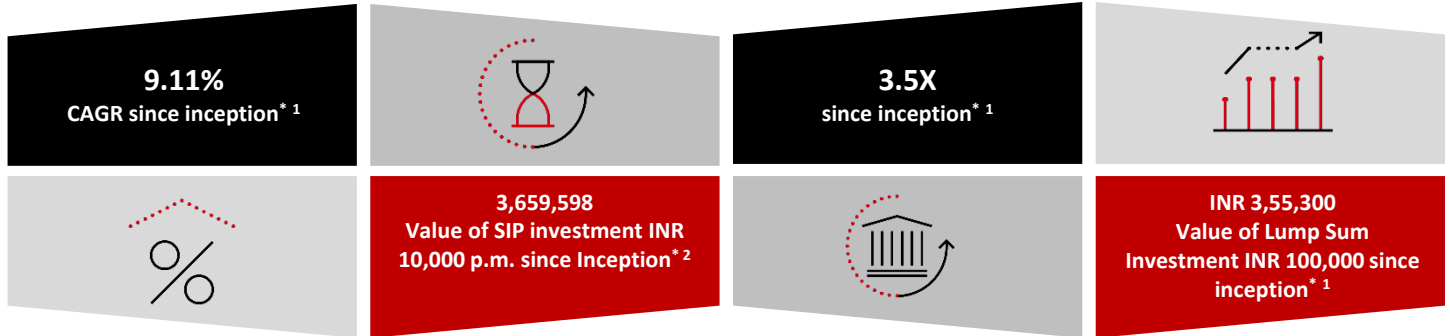 9.11%
CAGR since inception* 1
3.5X
since inception* 1
3,659,598
Value of SIP investment INR
10,000 p.m. since Inception* 2
INR 3,55,300
Value of Lump Sum
Investment INR 100,000 since
inception* 1